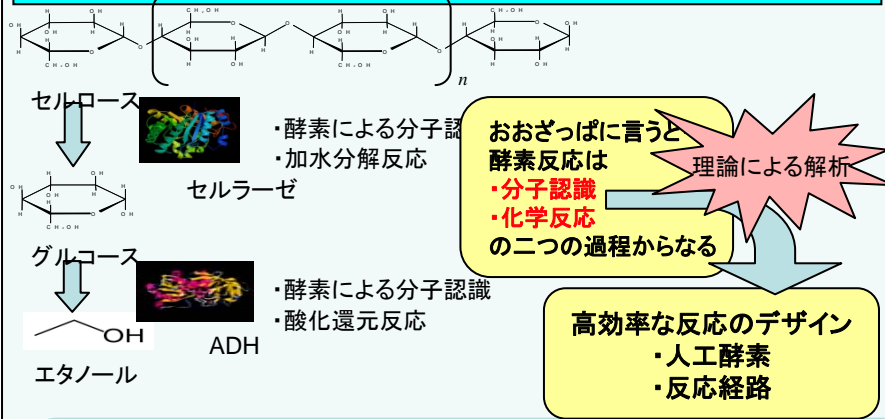 n
セルロース
・酵素による分子認
・加水分解反応
セルラーゼ
グルコース
・酵素による分子認識
・酸化還元反応
ADH
OH
エタノール
おおざっぱに言うと
酵素反応は
・分子認識
・化学反応
の二つの過程からなる
理論による解析
高効率な反応のデザイン
・人工酵素
・反応経路